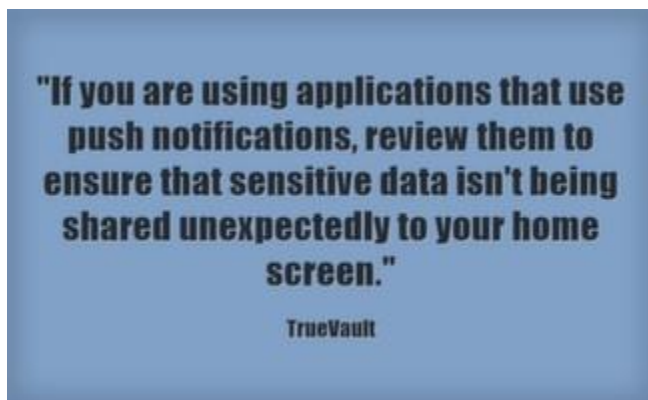 "If you are using applications that use
push notifications, review them to
ensure that sensitive data isn't being
shared unexpectedly to your home
screen."
TrueVault